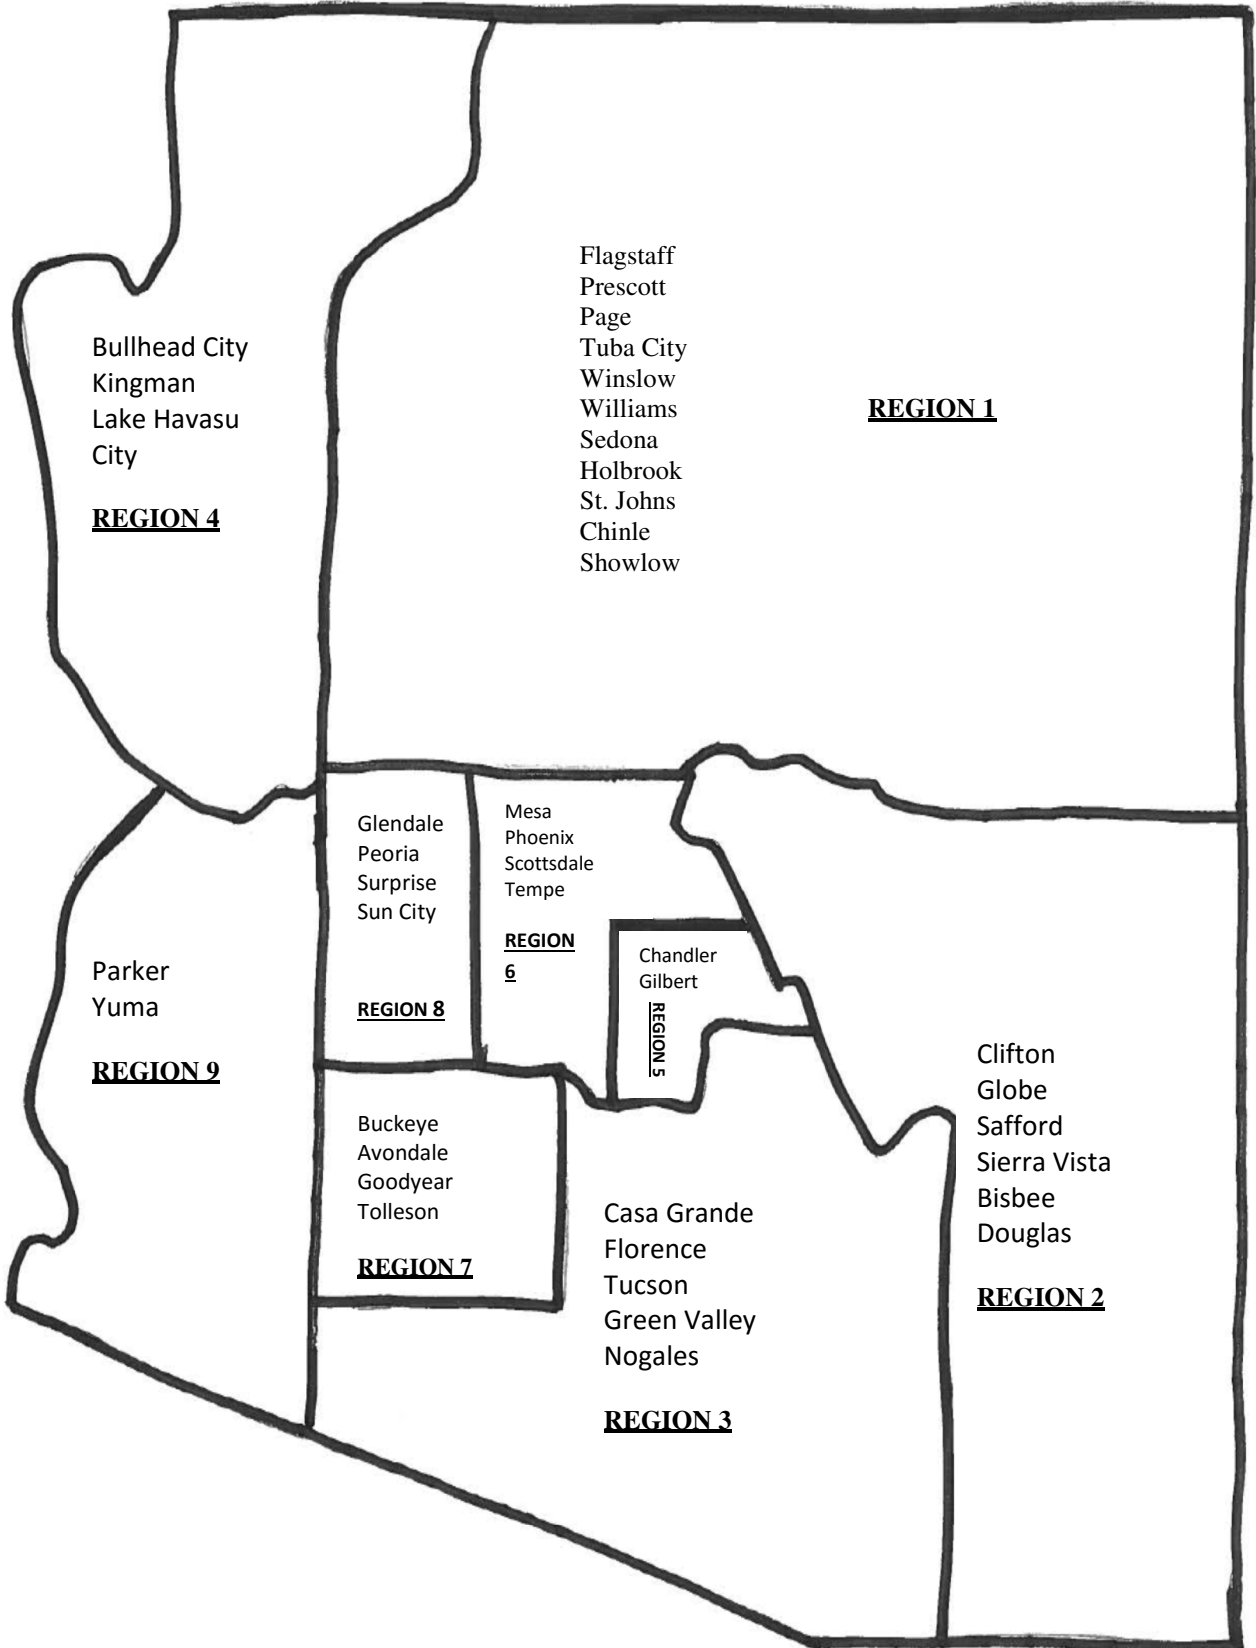 Flagstaff
Prescott
Page
Tuba City
Winslow
Williams
Sedona
Holbrook
St. Johns
Chinle
Showlow
REGION 1
Bullhead City
Kingman
Lake Havasu
City
REGION 4
Glendale
Peoria
Surprise
Sun City
REGION 8
Mesa
Phoenix
Scottsdale
Tempe
REGION
6
Chandler
Gilbert
REGION 5
Parker
Yuma
REGION 9
Buckeye
Avondale
Goodyear
Tolleson
REGION 7
Casa Grande
Florence
Tucson
Green Valley
Nogales
REGION 3
Clifton
Globe
Safford
Sierra Vista
Bisbee
Douglas
REGION 2